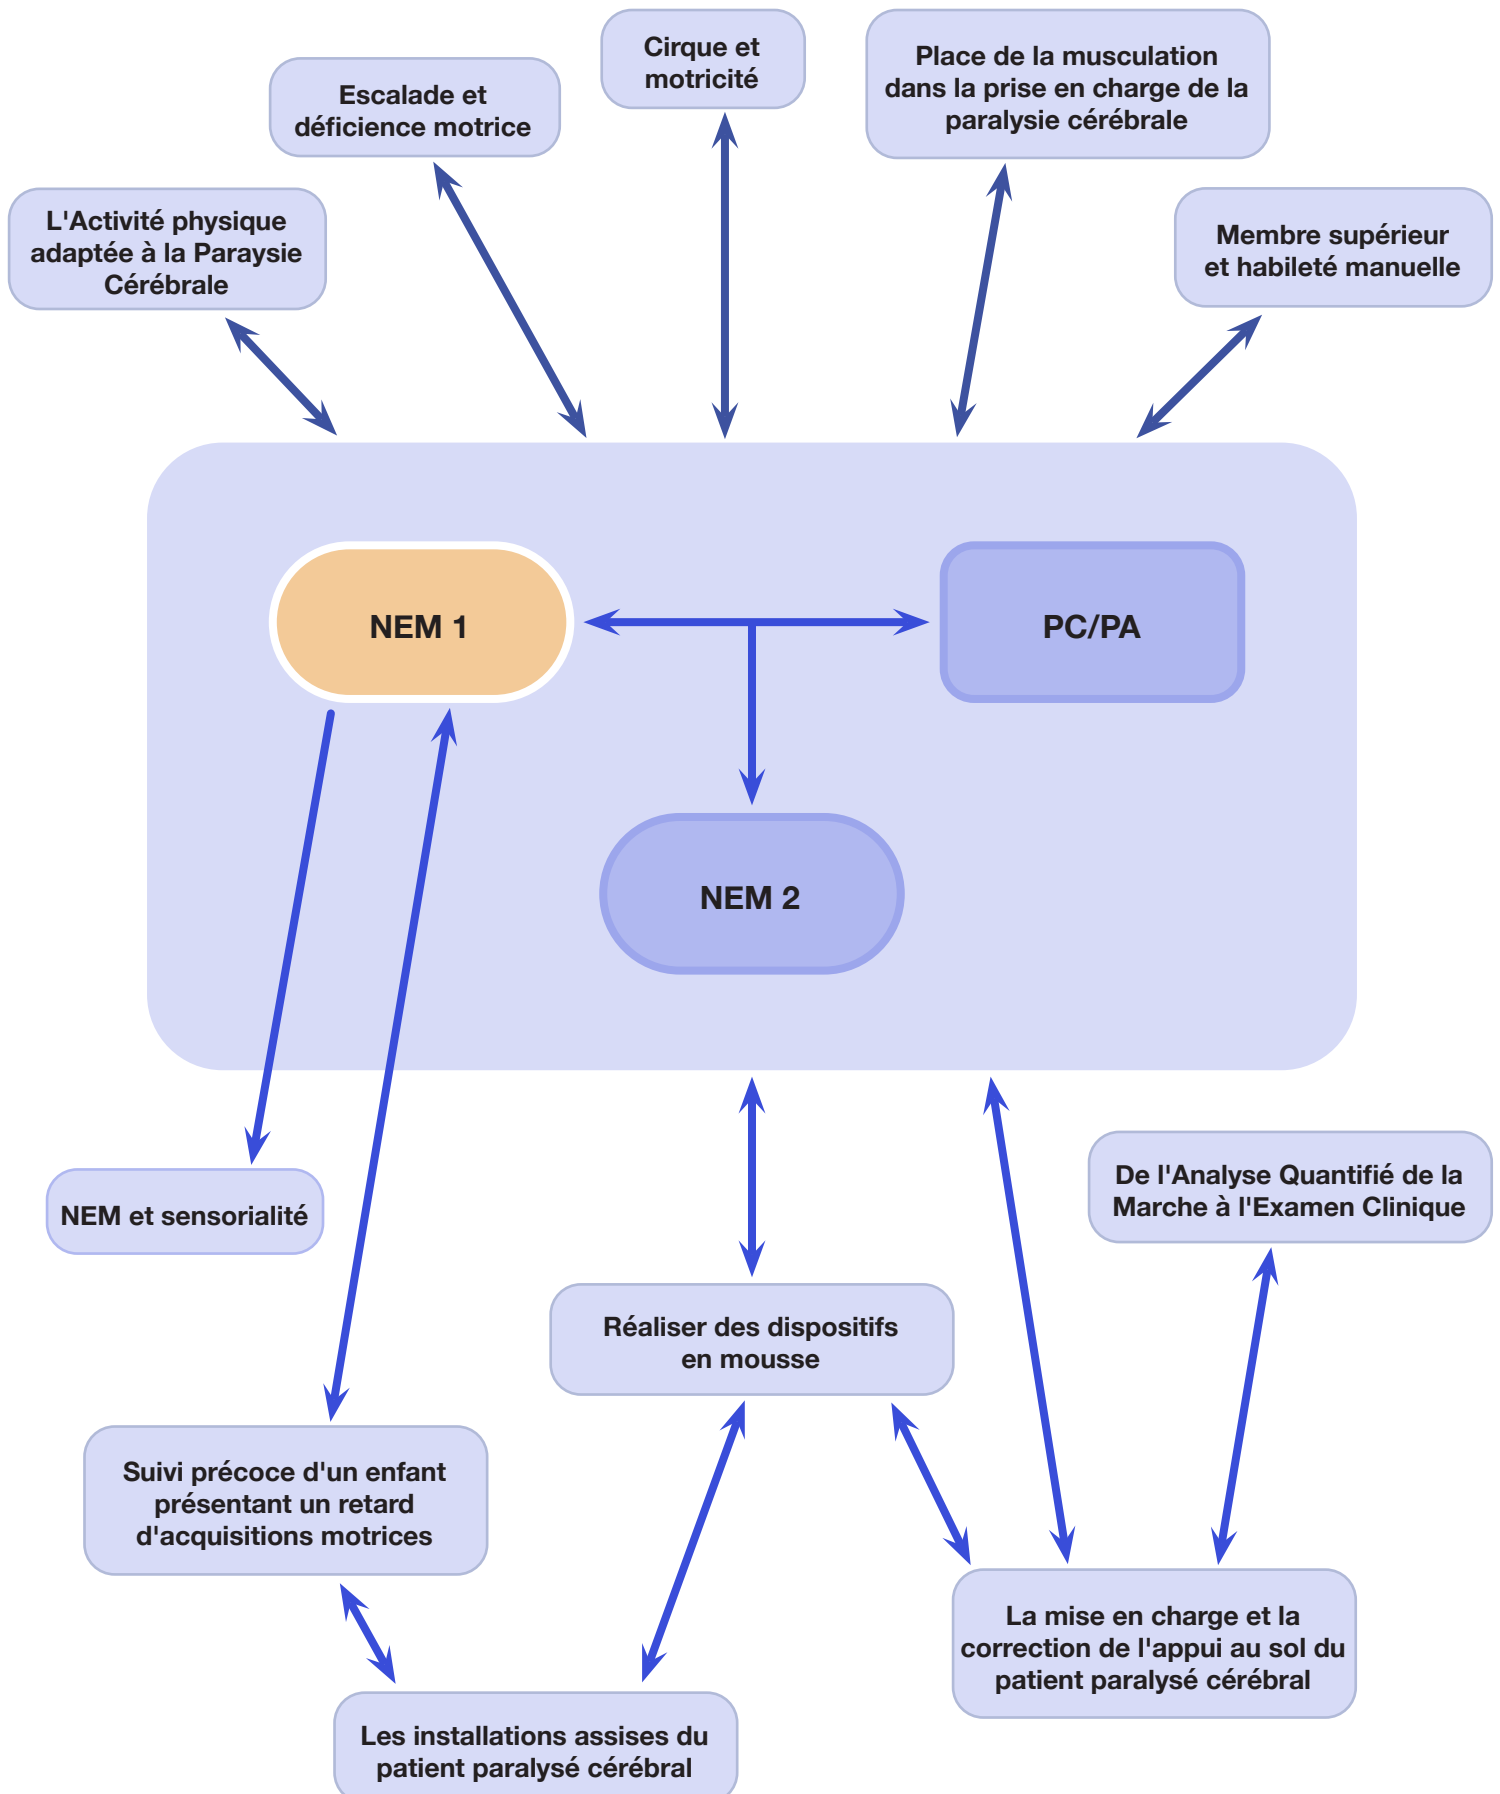 Cirque et
motricité
Place de la musculation
dans la prise en charge de la
paralysie cérébrale
Escalade et
déficience motrice
L'Activité physique
adaptée à la Paraysie
Cérébrale
Membre supérieur
et habileté manuelle
NEM 1
PC/PA
NEM 2
De l'Analyse Quantifié de la
Marche à l'Examen Clinique
NEM et sensorialité
Réaliser des dispositifs
en mousse
Suivi précoce d'un enfant
présentant un retard
d'acquisitions motrices
La mise en charge et la
correction de l'appui au sol du
patient paralysé cérébral
Les installations assises du
patient paralysé cérébral